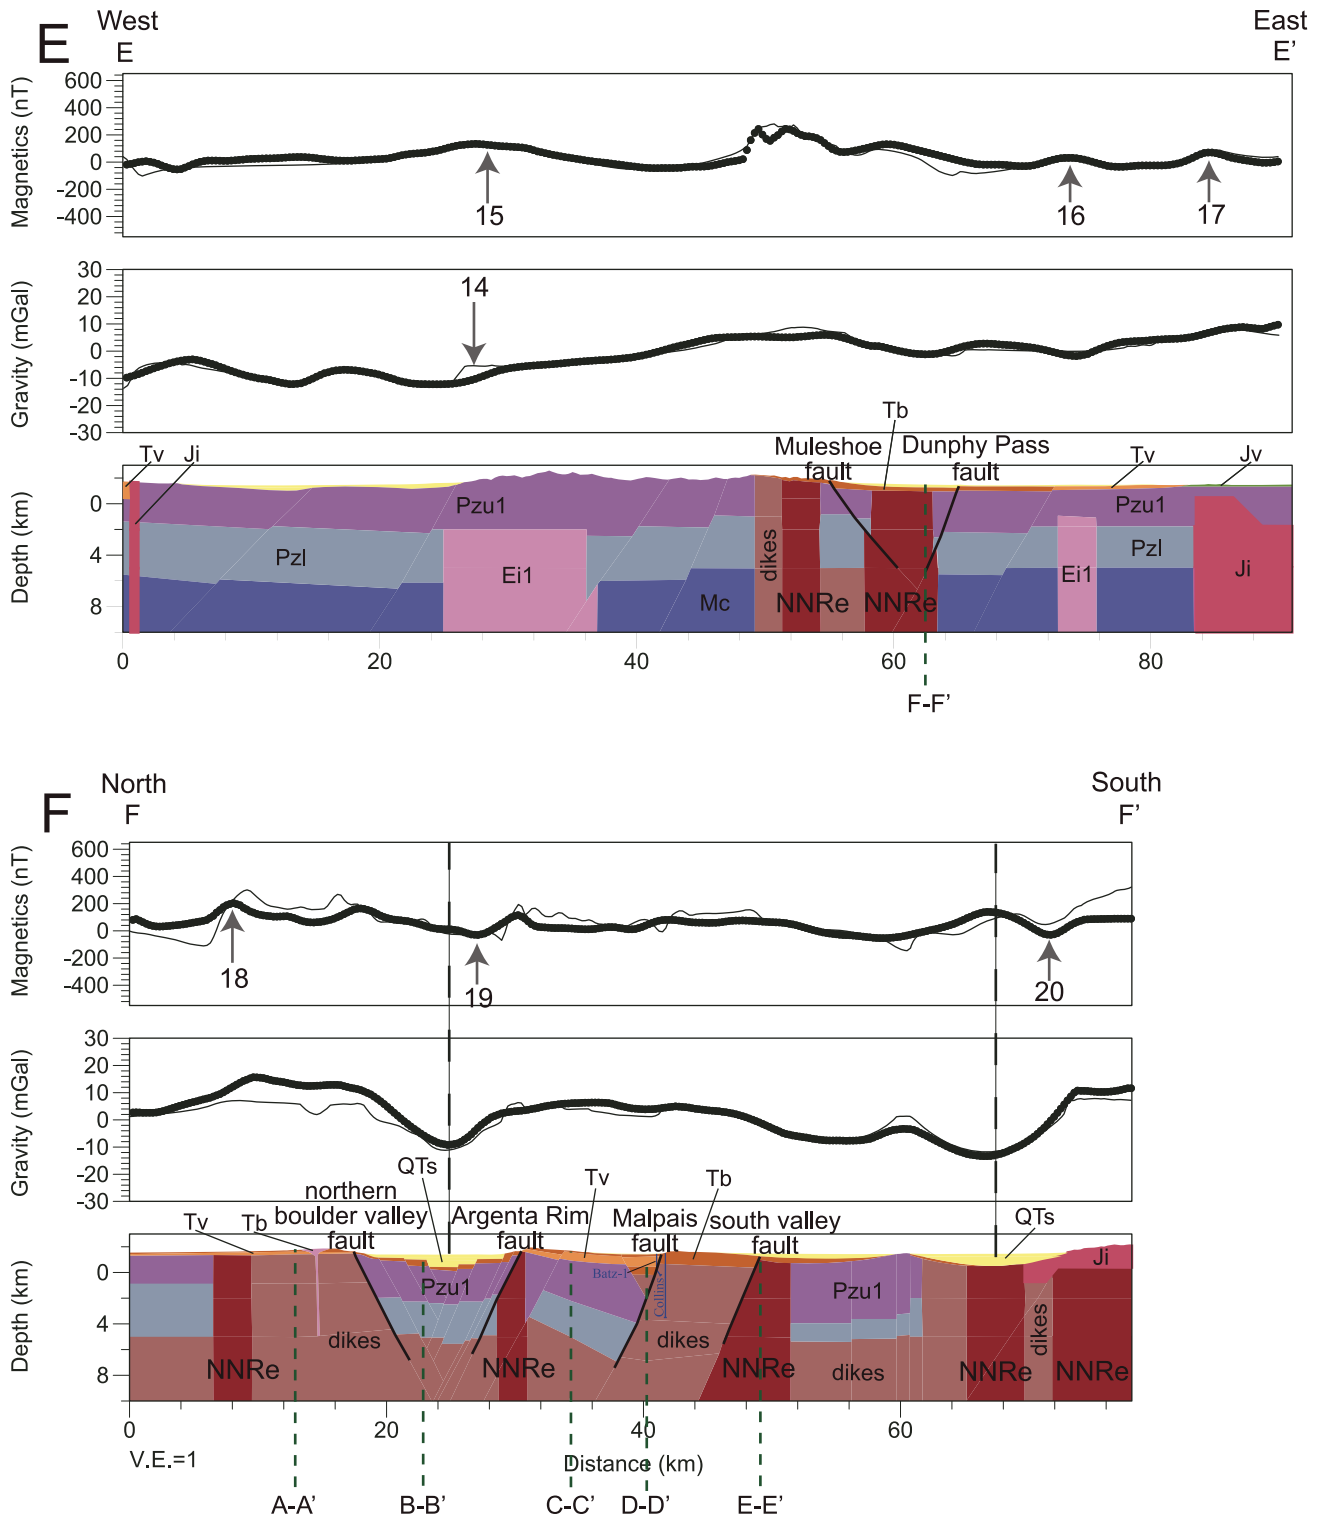 E
West
E
East
E’
Magnetics (nT)
600
400
200
0
-200
-400
15
16
17
Gravity (mGal)
30
20
10
0
-10
-20
-30
14
Tb
Muleshoe
fault
Dunphy Pass
fault
Tv
Ji
Tv
Jv
Depth (km)
0
4
8
Pzu1
Pzl
Ei1
Mc
dikes
NNRe
NNRe
Pzu1
Pzl
Ei1
Ji
0
20
40
60
80
F-F’
F
North
F
South
F’
Magnetics (nT)
600
400
200
0
-200
-400
18
19
20
Gravity (mGal)
30
20
10
0
-10
-20
-30
QTs
Tv
Tb
northern
boulder valley
fault
Argenta Rim
fault
Malpais
fault
south valley
fault
Tv
Tb
QTs
Depth (km)
0
4
8
Pzu1
Batz-1
Collins
Pzu1
Ji
dikes
dikes
dikes
dikes
NNRe
NNRe
NNRe
NNRe
NNRe
0
20
40
60
V.E.=1
Distance (km)
A-A’
B-B’
C-C’
D-D’
E-E’